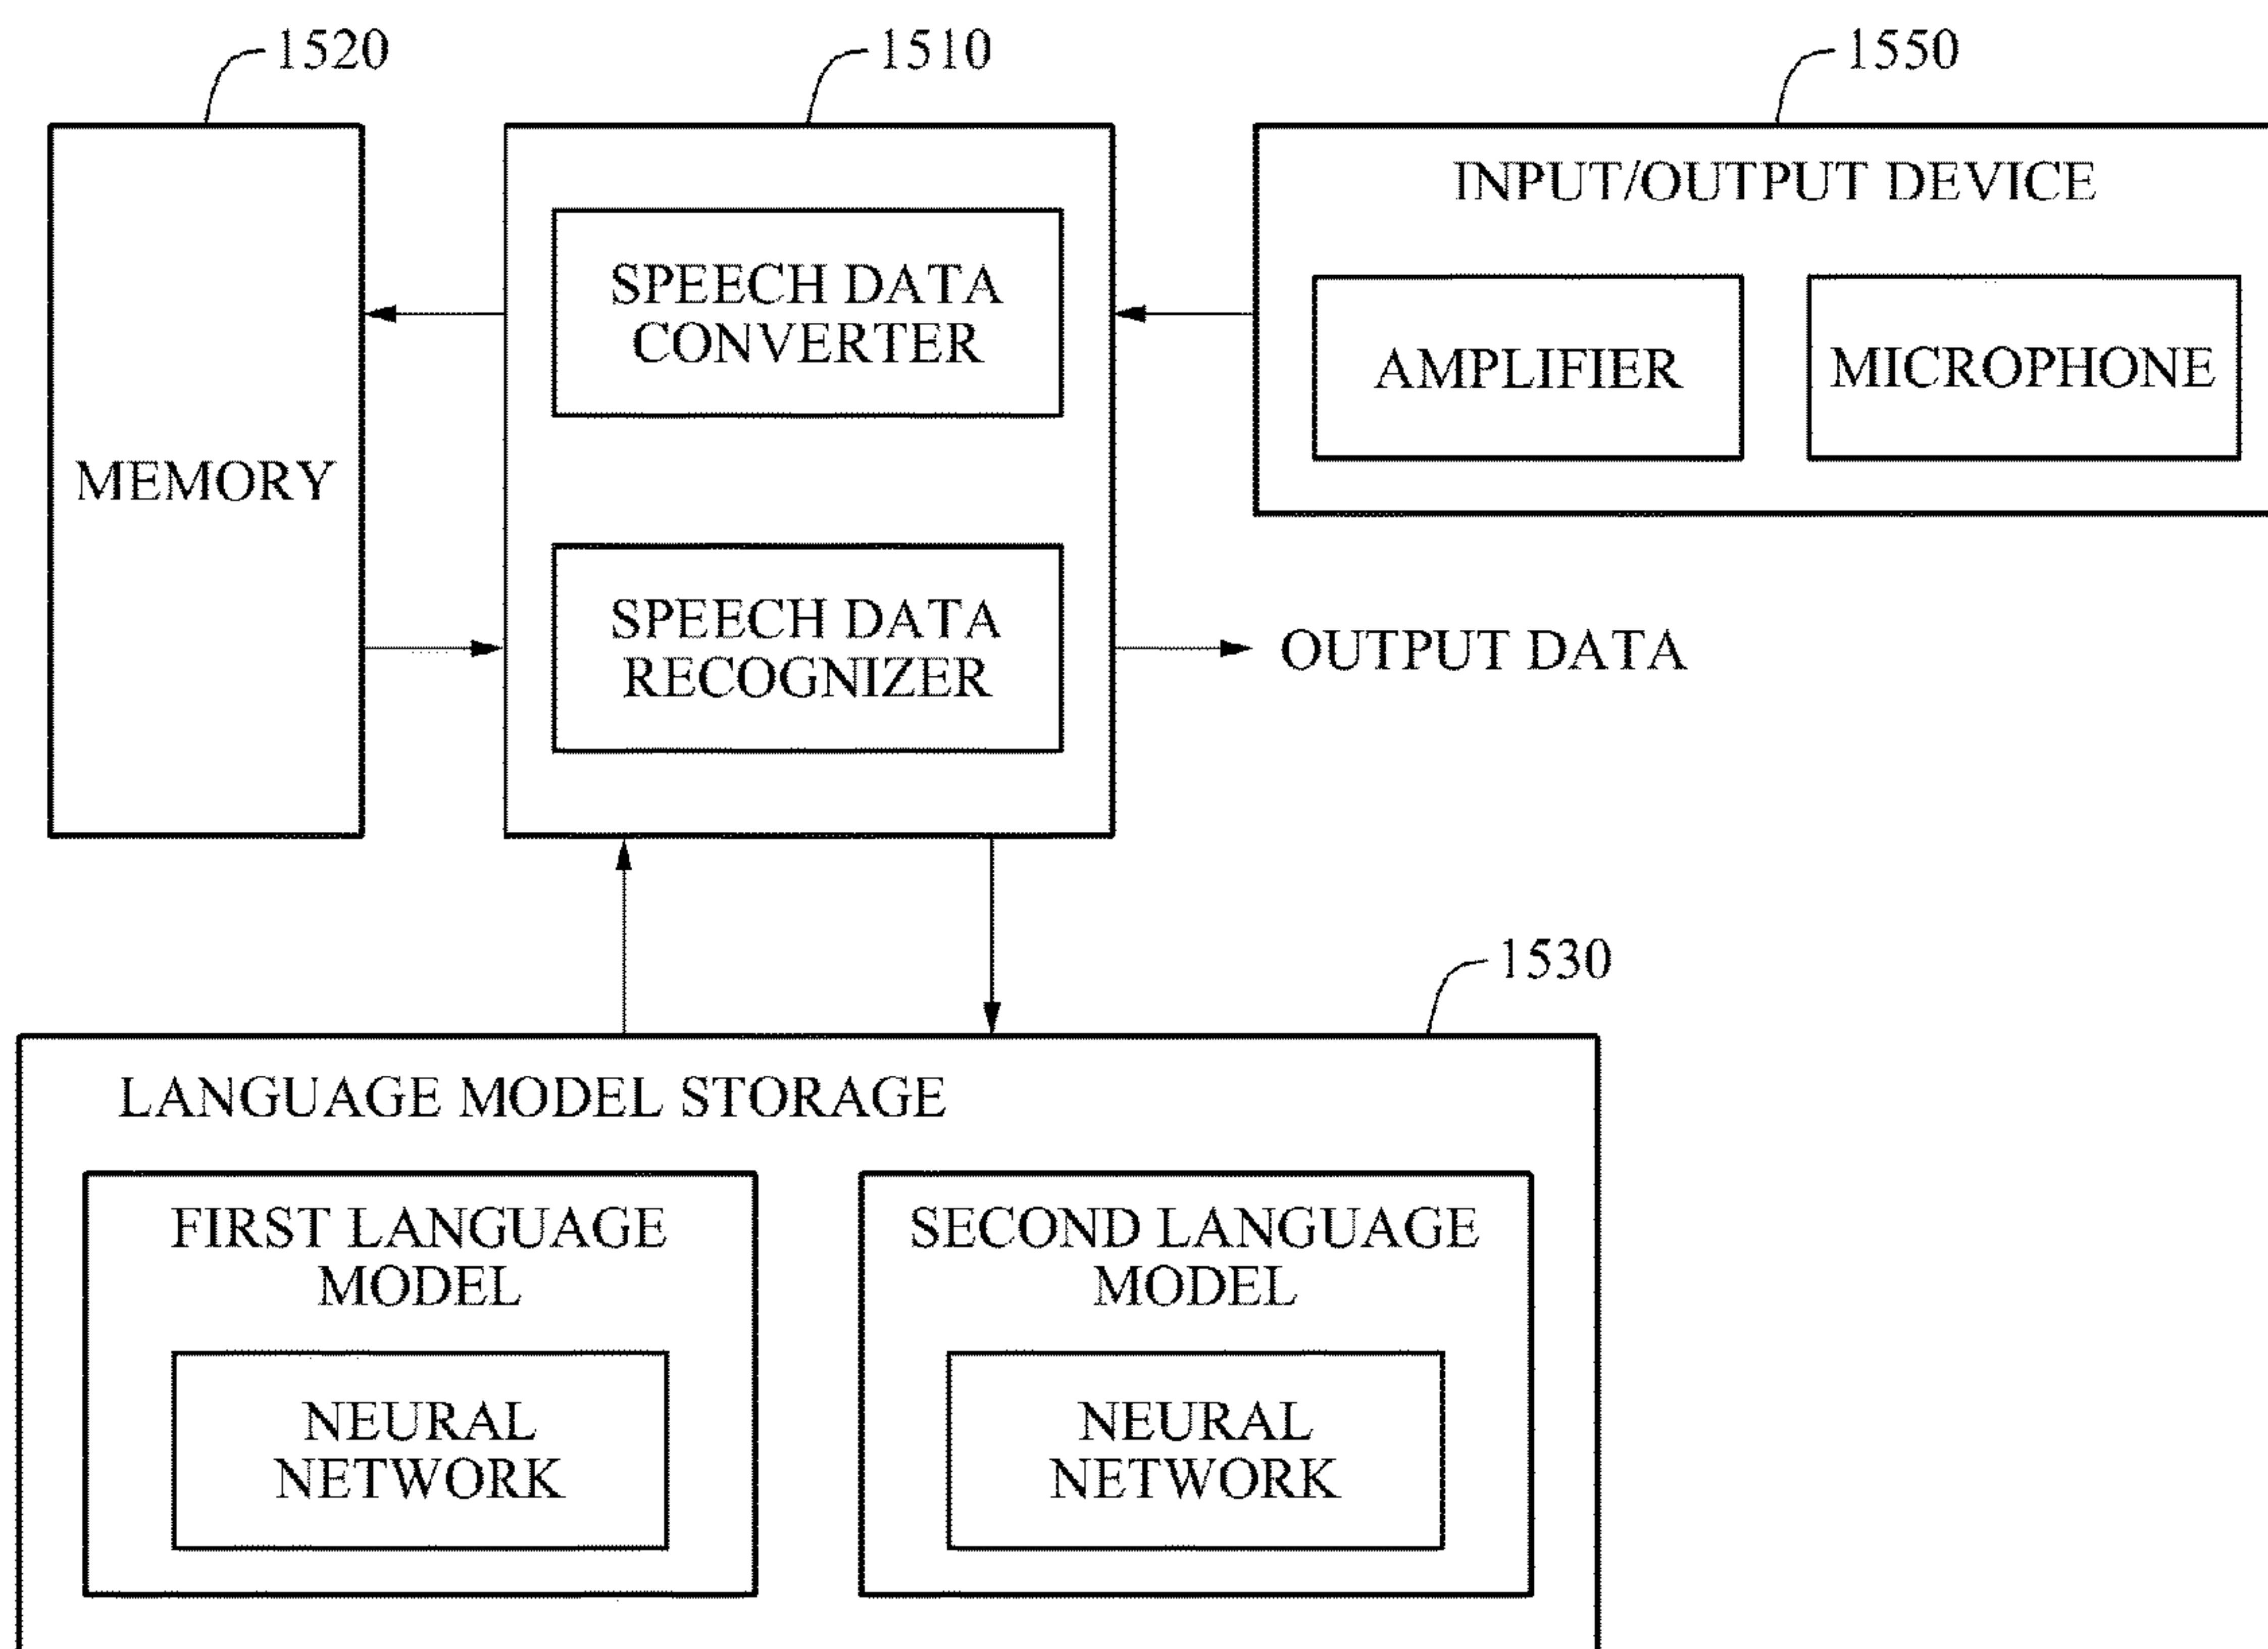 1520
1510
1550
MEMORY
SPEECH DATA
CONVERTER
SPEECH DATA
RECOGNIZER
INPUT/OUTPUT DEVICE
AMPLIFIER
MICROPHONE
OUTPUT DATA
1530
LANGUAGE MODEL STORAGE
FIRST LANGUAGE
MODEL
NEURAL
NETWORK
SECOND LANGUAGE
MODEL
NEURAL
NETWORK